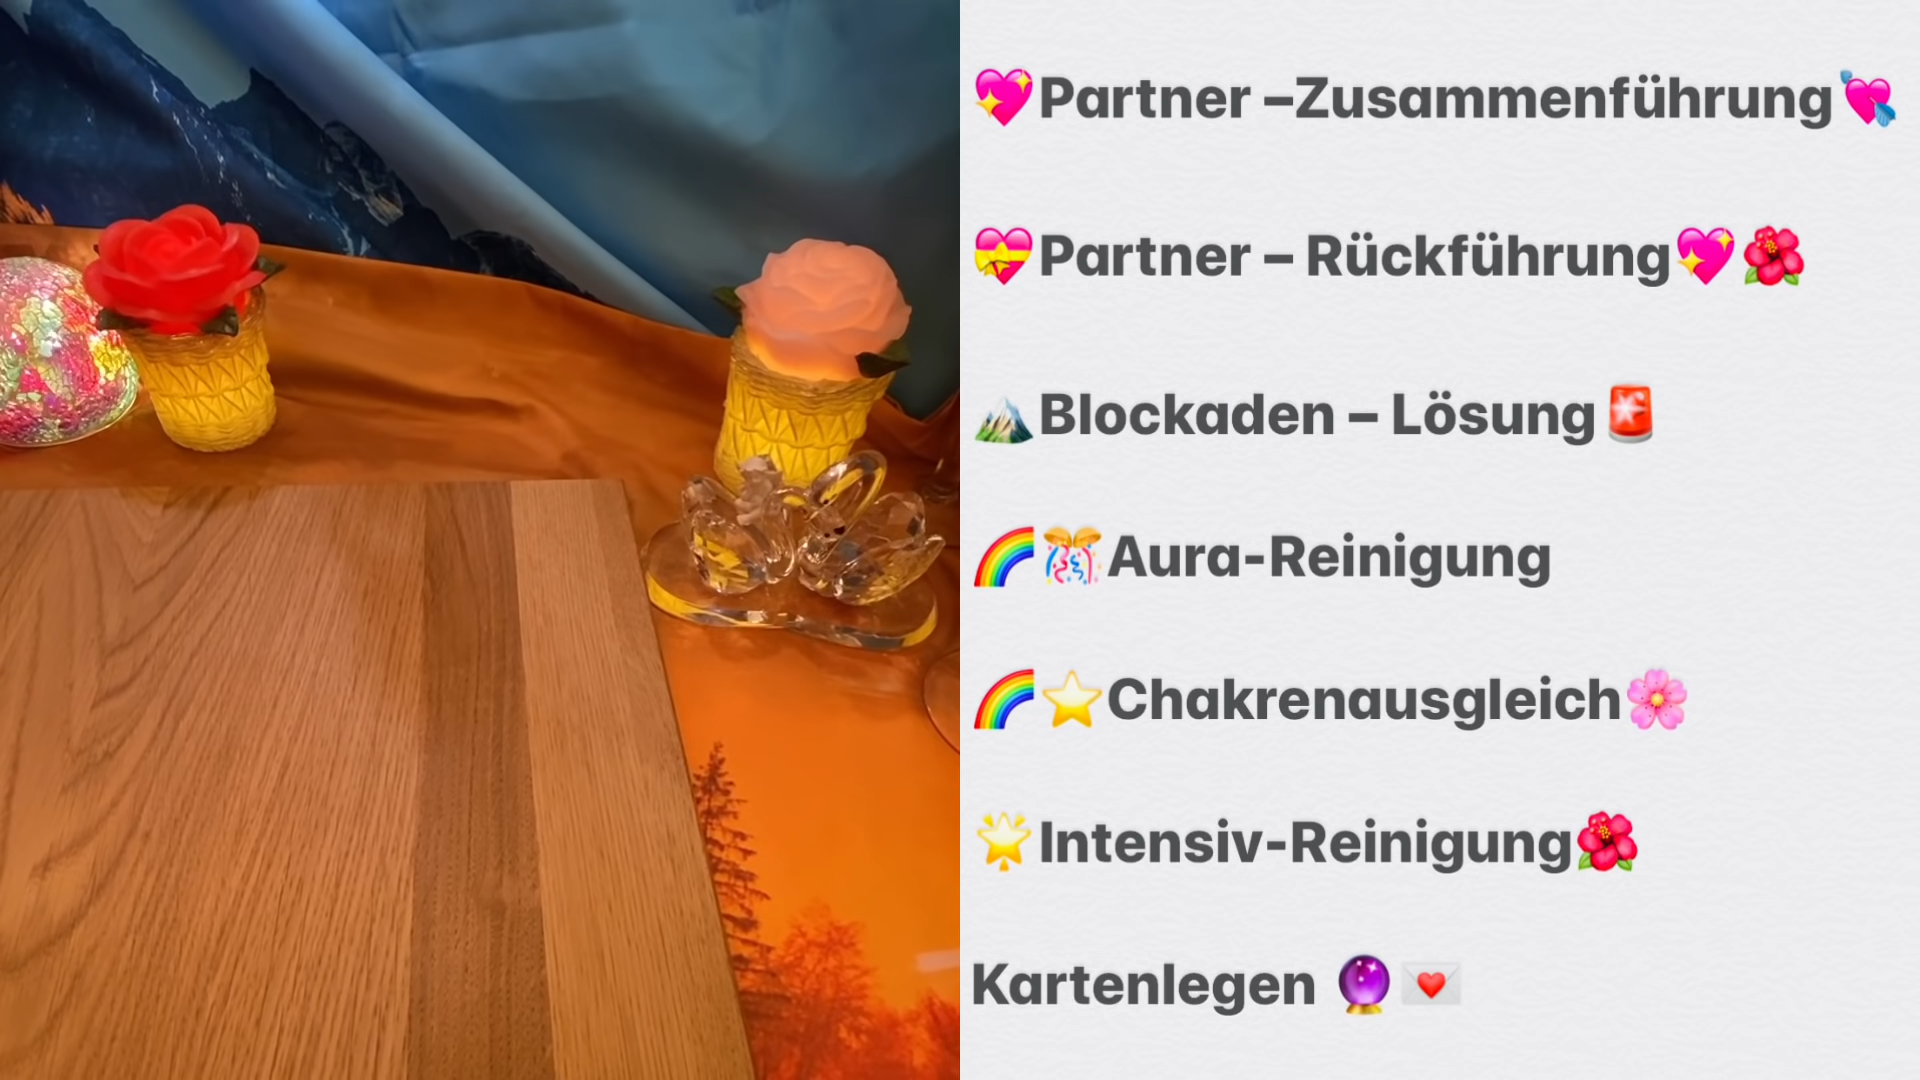 💖Partner –Zusammenführung💘
💝Partner – Rückführung💖🌺
⛰️Blockaden – Lösung🚨
🌈🎊Aura-Reinigung
🌈⭐Chakrenausgleich🌸
🌟Intensiv-Reinigung🌺
Kartenlegen 🔮💌